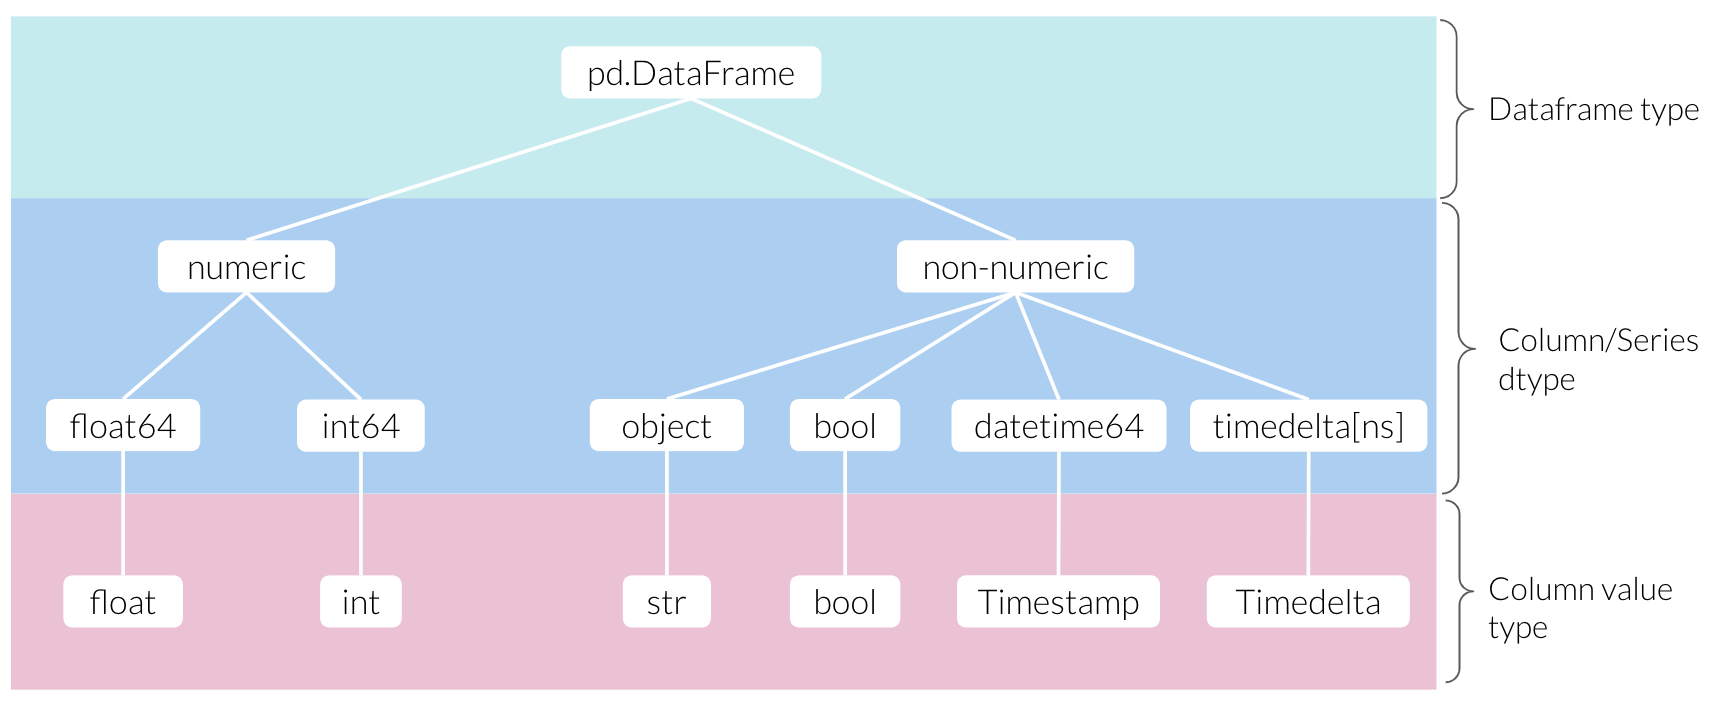 pd.DataFrame
Dataframe type
numeric
non-numeric
Column/Series
dtype
float64
int64
object
bool
datetime64
timedelta[ns]
float
int
str
bool
Timestamp
Timedelta
Column value
type